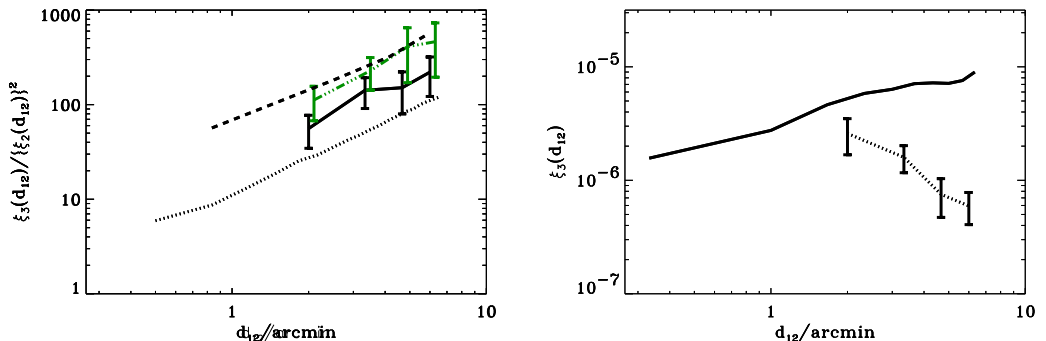 1000
100
10
1
ξ₃(d₁₂)/{ξ₂(d₁₂)}²
1
10
d₁₂/arcmin
10⁻⁵
10⁻⁶
10⁻⁷
ξ₃(d₁₂)
1
10
d₁₂/arcmin